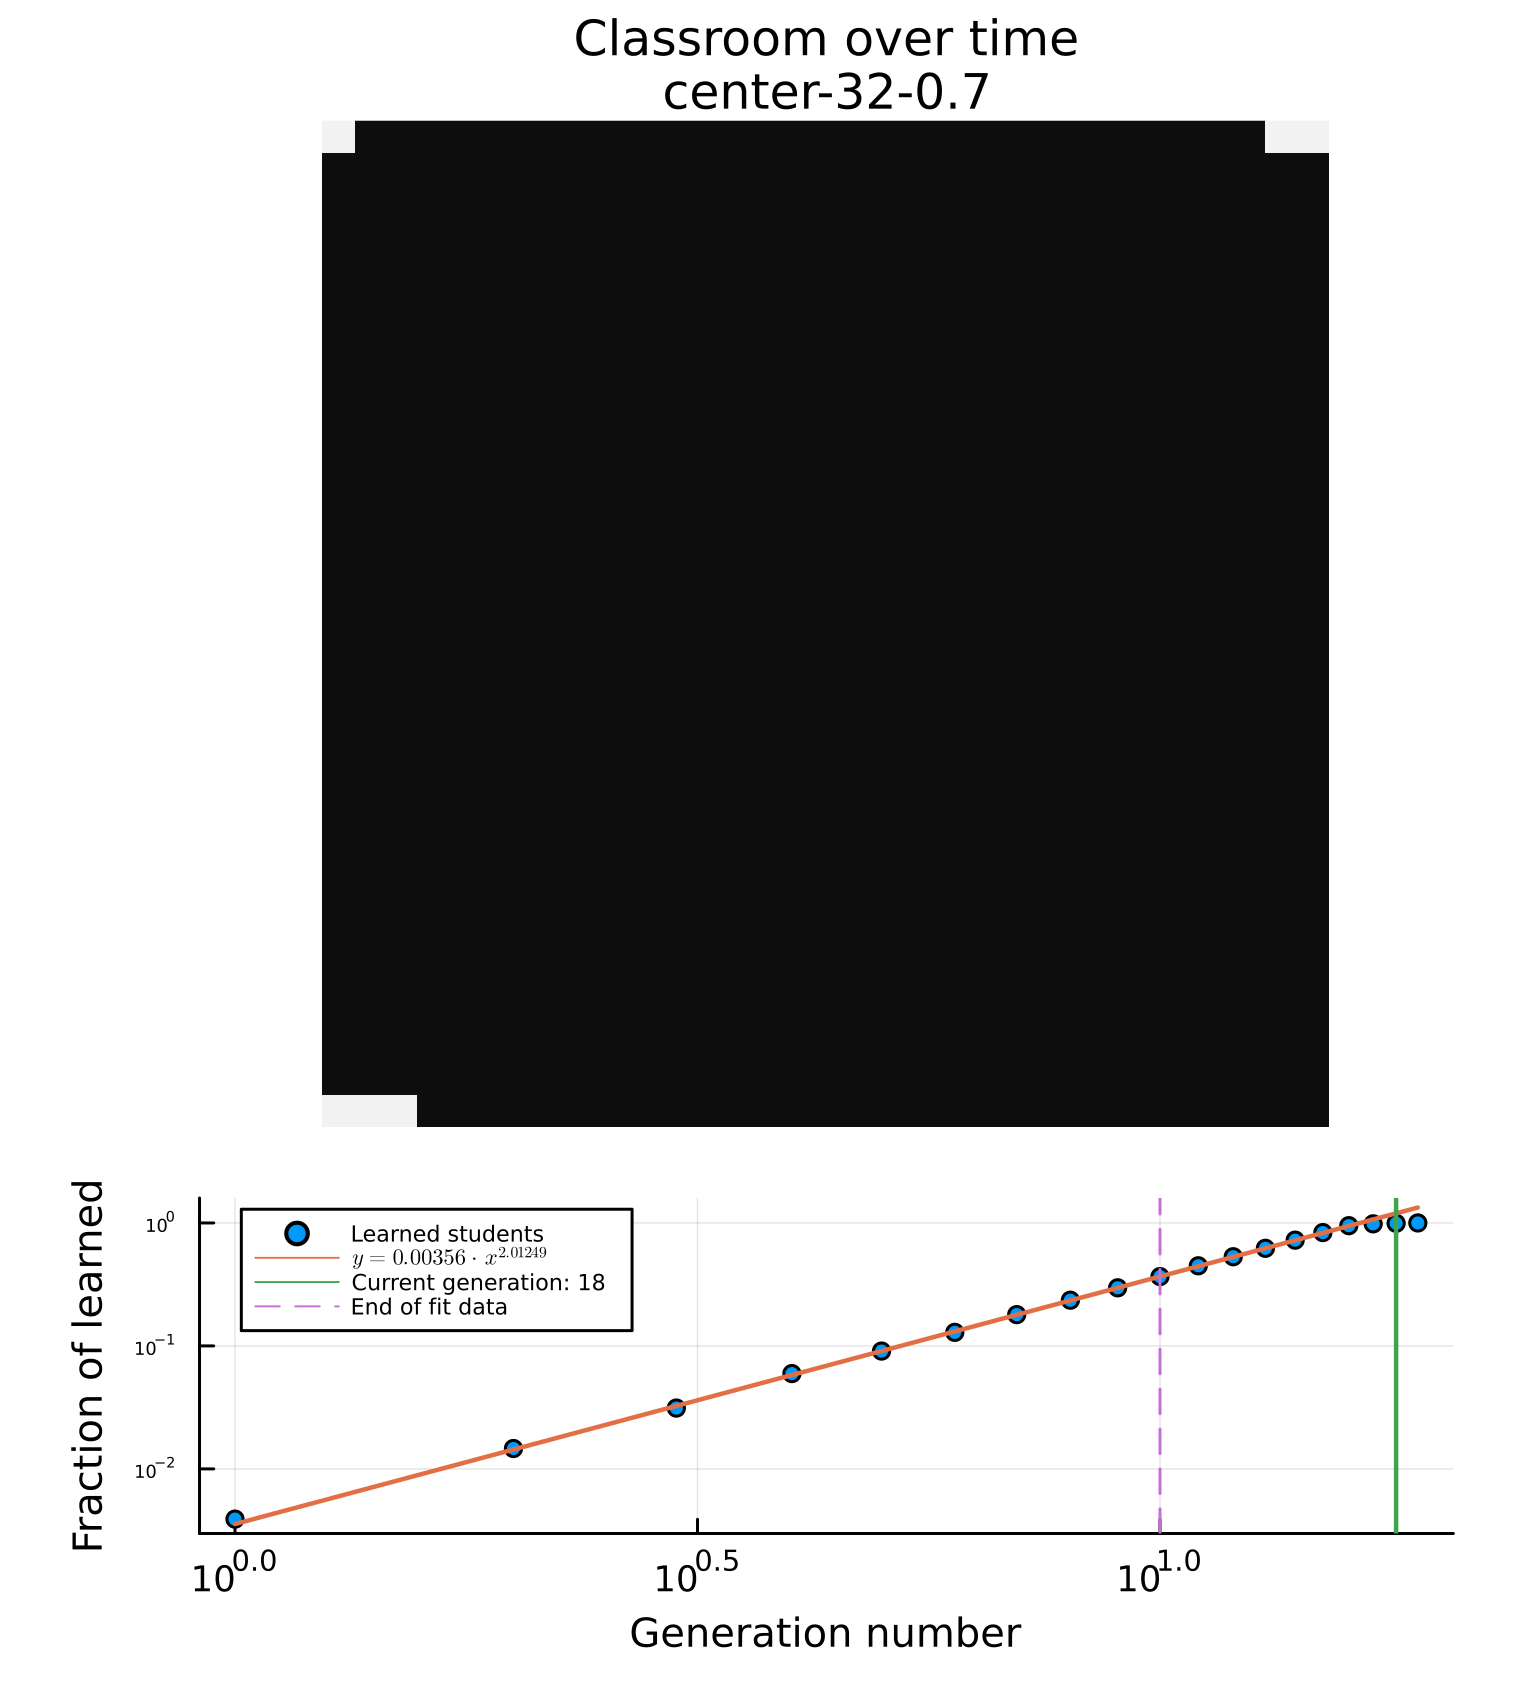 Classroom over time
center-32-0.7
Fraction of learned
10^0
10^−1
10^−2
Learned students
y = 0.00356 · x^2.01249
Current generation: 18
End of fit data
10^0.0 10^0.5 10^1.0
Generation number